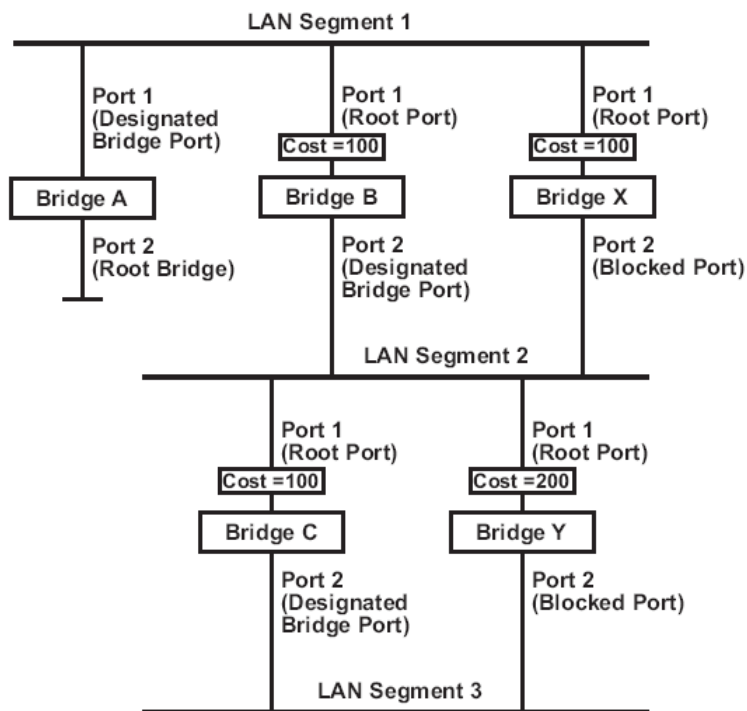 LAN Segment 1
Port 1
(Designated
Bridge Port)
Port 1
(Root Port)
Cost =100
Port 1
(Root Port)
Cost =100
Bridge A
Bridge B
Bridge X
Port 2
(Root Bridge)
Port 2
(Designated
Bridge Port)
Port 2
(Blocked Port)
LAN Segment 2
Port 1
(Root Port)
Cost =100
Port 1
(Root Port)
Cost =200
Bridge C
Bridge Y
Port 2
(Designated
Bridge Port)
Port 2
(Blocked Port)
LAN Segment 3